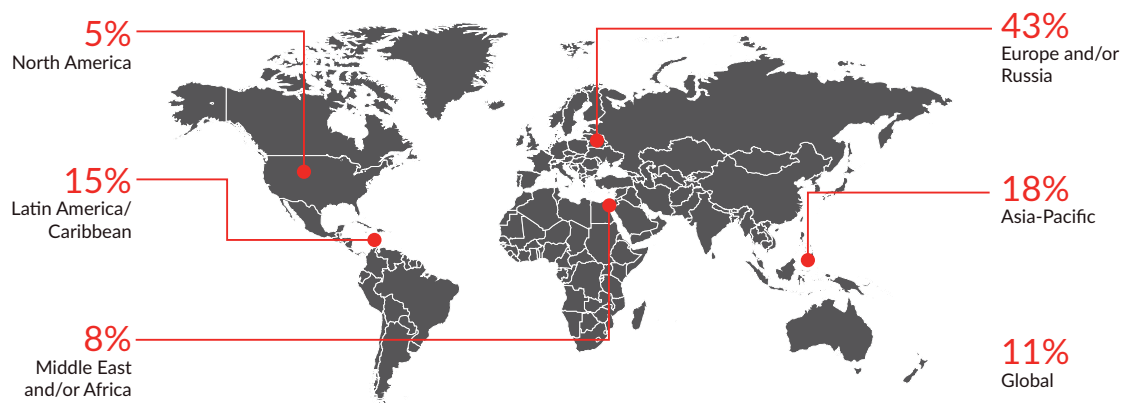 5%
North America
15%
Latin America/
Caribbean
8%
Middle East
and/or Africa
43%
Europe and/or
Russia
18%
Asia-Pacific
11%
Global